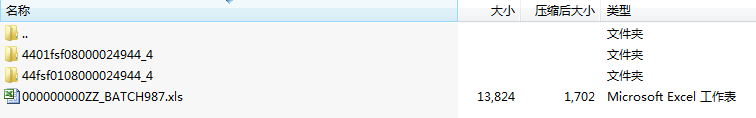 名称 大小 压缩后大小 类型
.. 文件夹
4401fsf08000024944_4 文件夹
44fsf0108000024944_4 文件夹
000000000ZZ_BATCH987.xls 13,824 1,702 Microsoft Excel 工作表